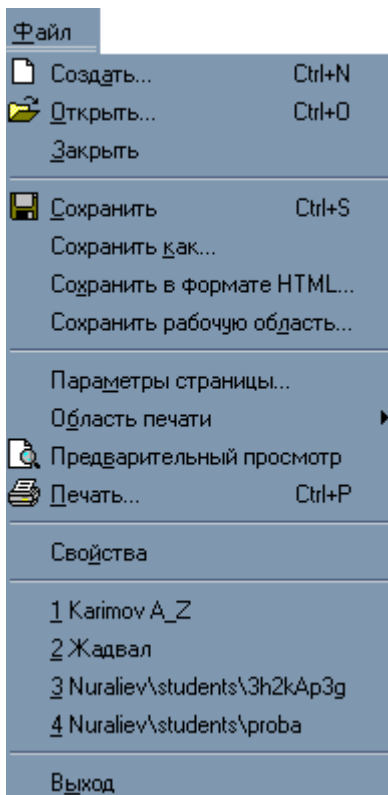 Файл
Создать... Ctrl+N
Открыть... Ctrl+O
Закрыть
Сохранить Ctrl+S
Сохранить как...
Сохранить в формате HTML...
Сохранить рабочую область...
Параметры страницы...
Область печати
Предварительный просмотр
Печать... Ctrl+P
Свойства
1 Karimov A_Z
2 Жадвал
3 Nuraliev\students\3h2kAp3g
4 Nuraliev\students\proba
Выход